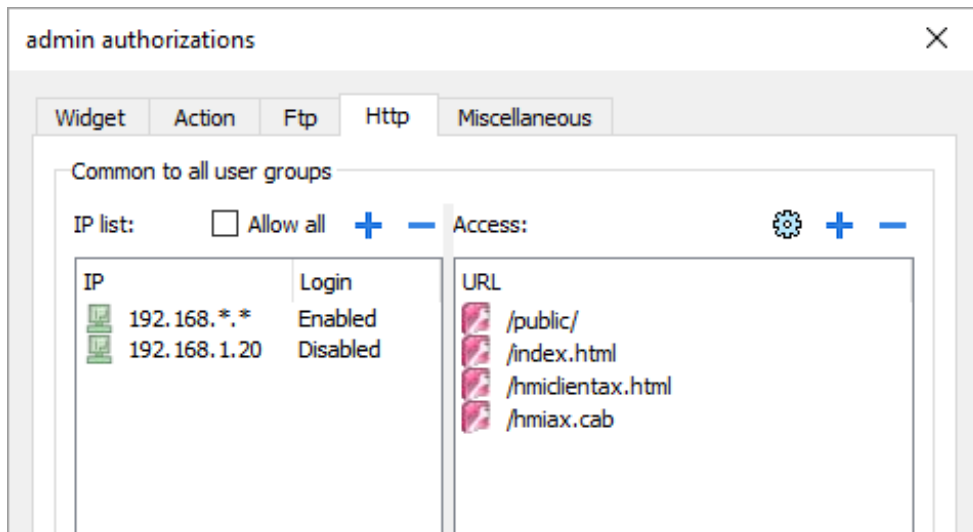 admin authorizations
Widget Action Ftp Http Miscellaneous
Common to all user groups
IP list: Allow all Access:
IP Login URL
192.168.*.* Enabled /public/
192.168.1.20 Disabled /index.html
/hmiclientax.html
/hmiax.cab